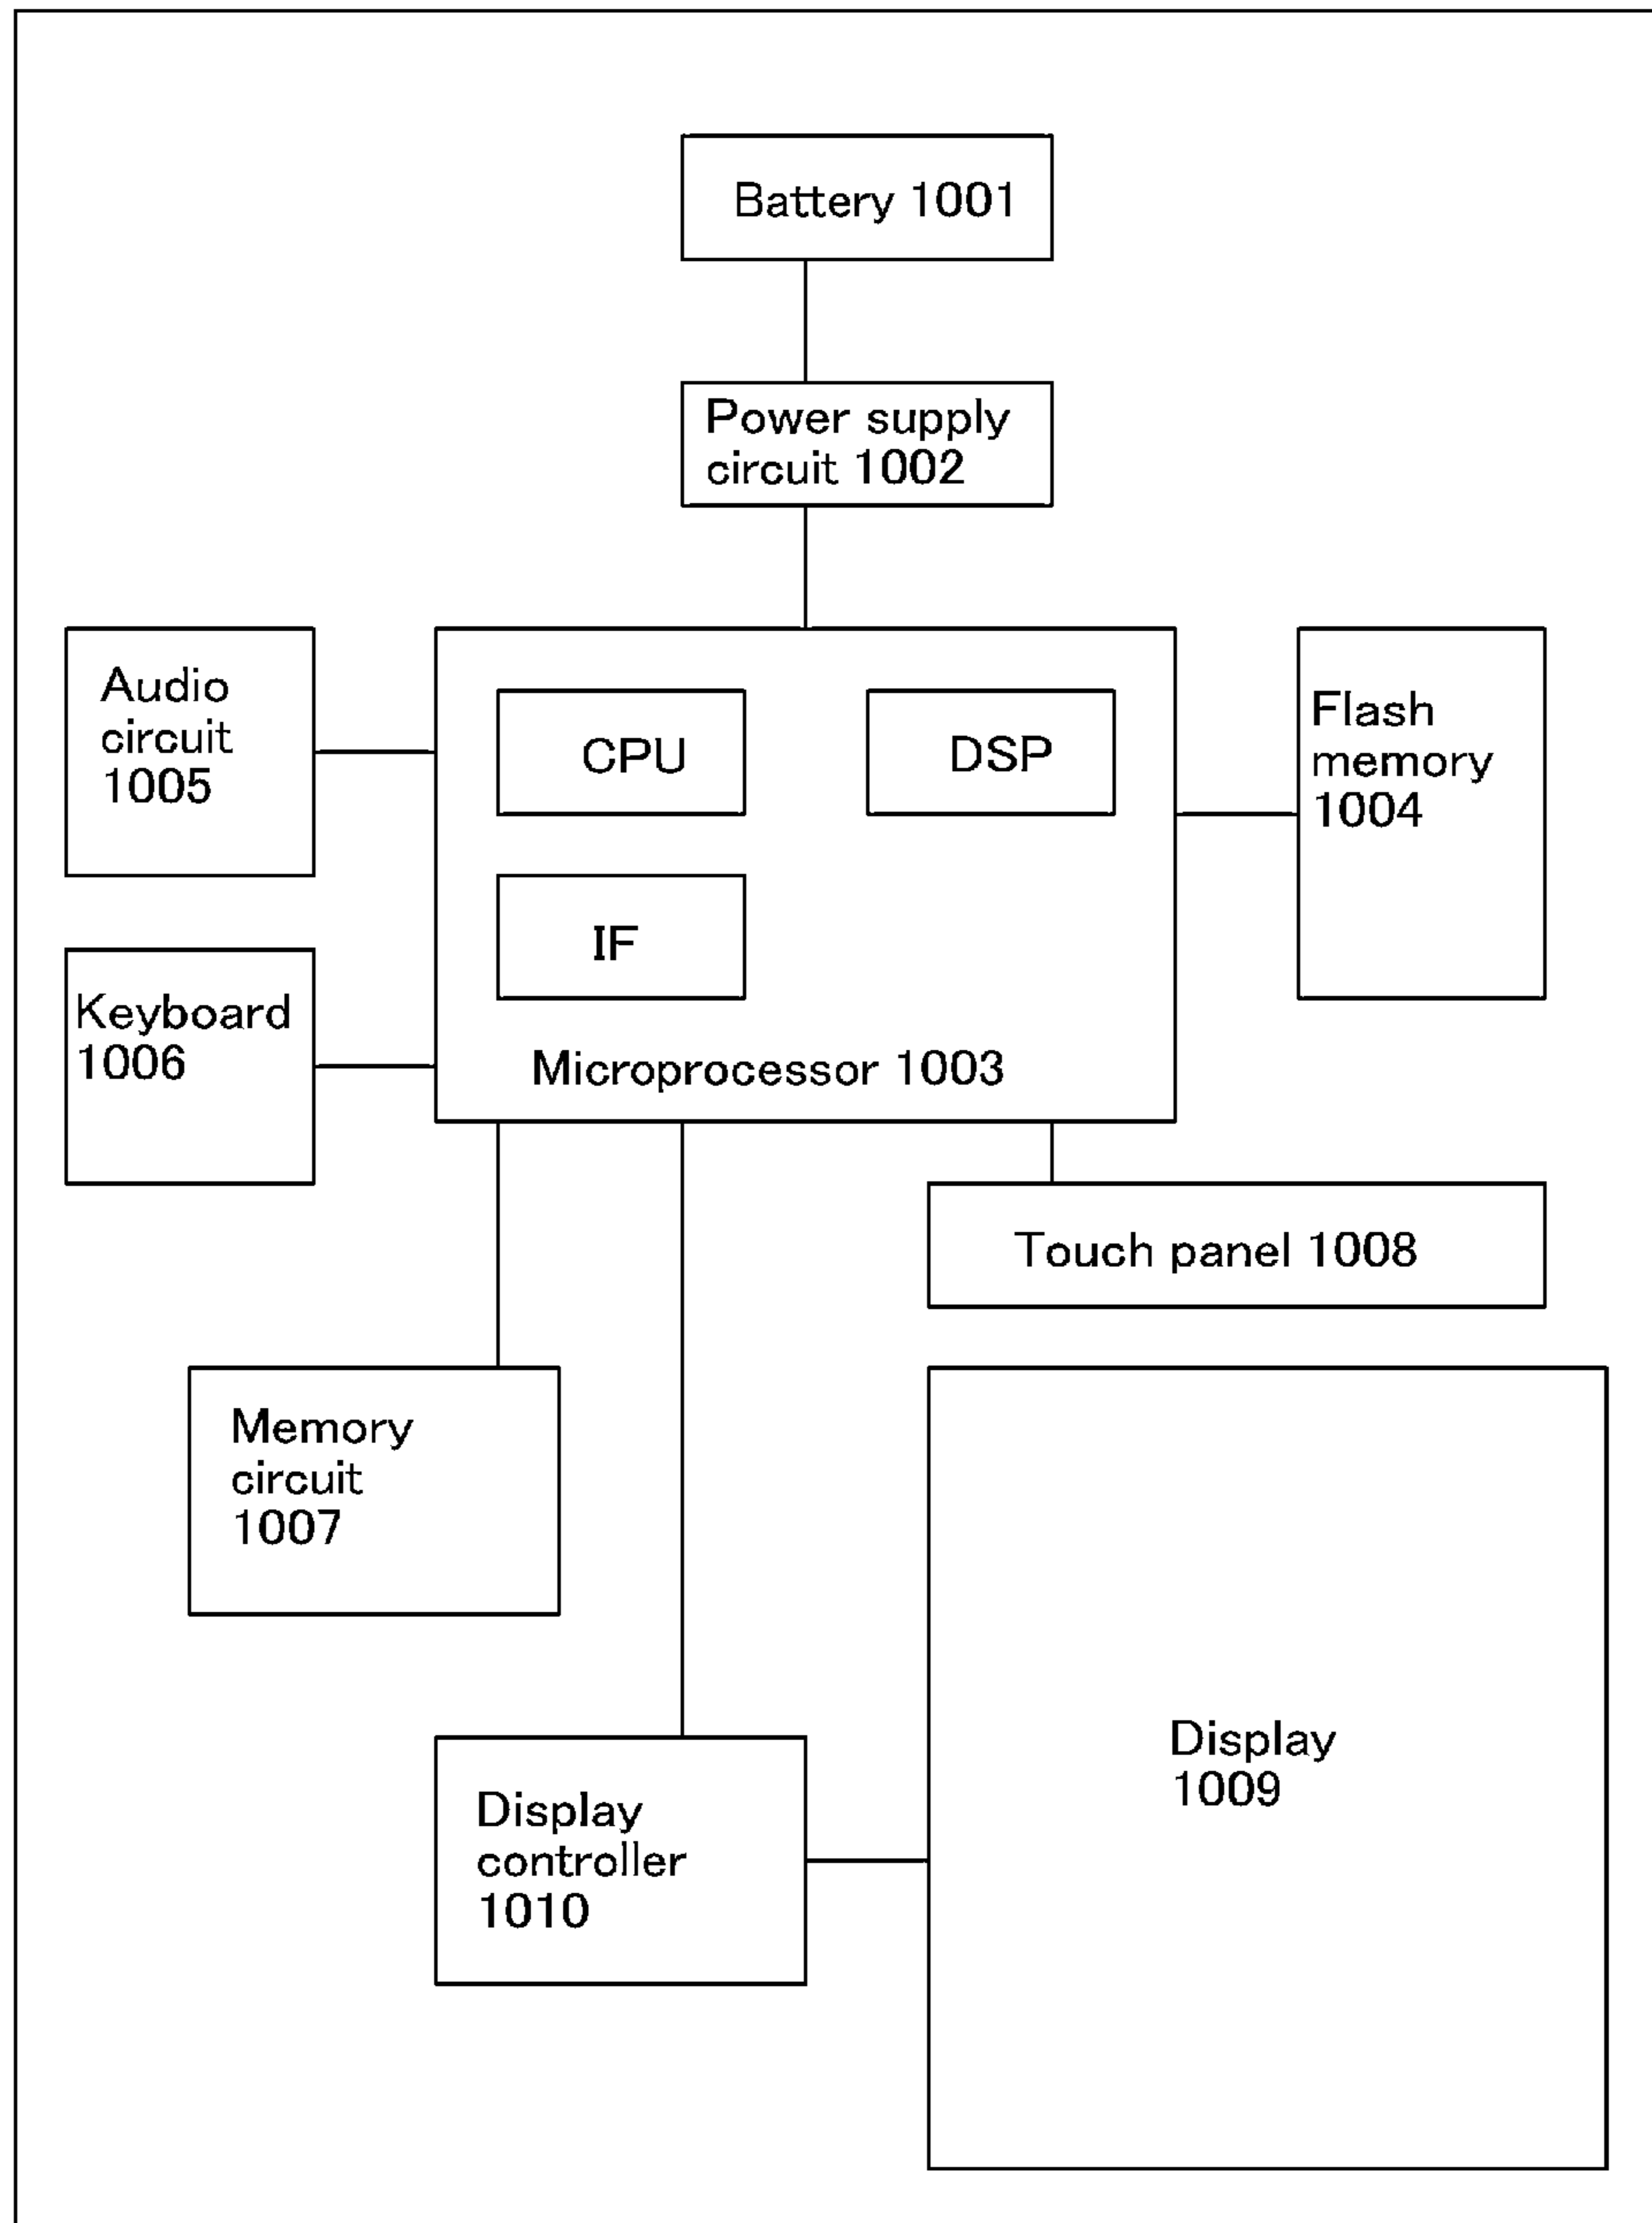 Battery 1001
Power supply
circuit 1002
Audio
circuit
1005
CPU
DSP
Flash
memory
1004
IF
Keyboard
1006
Microprocessor 1003
Touch panel 1008
Memory
circuit
1007
Display
1009
Display
controller
1010